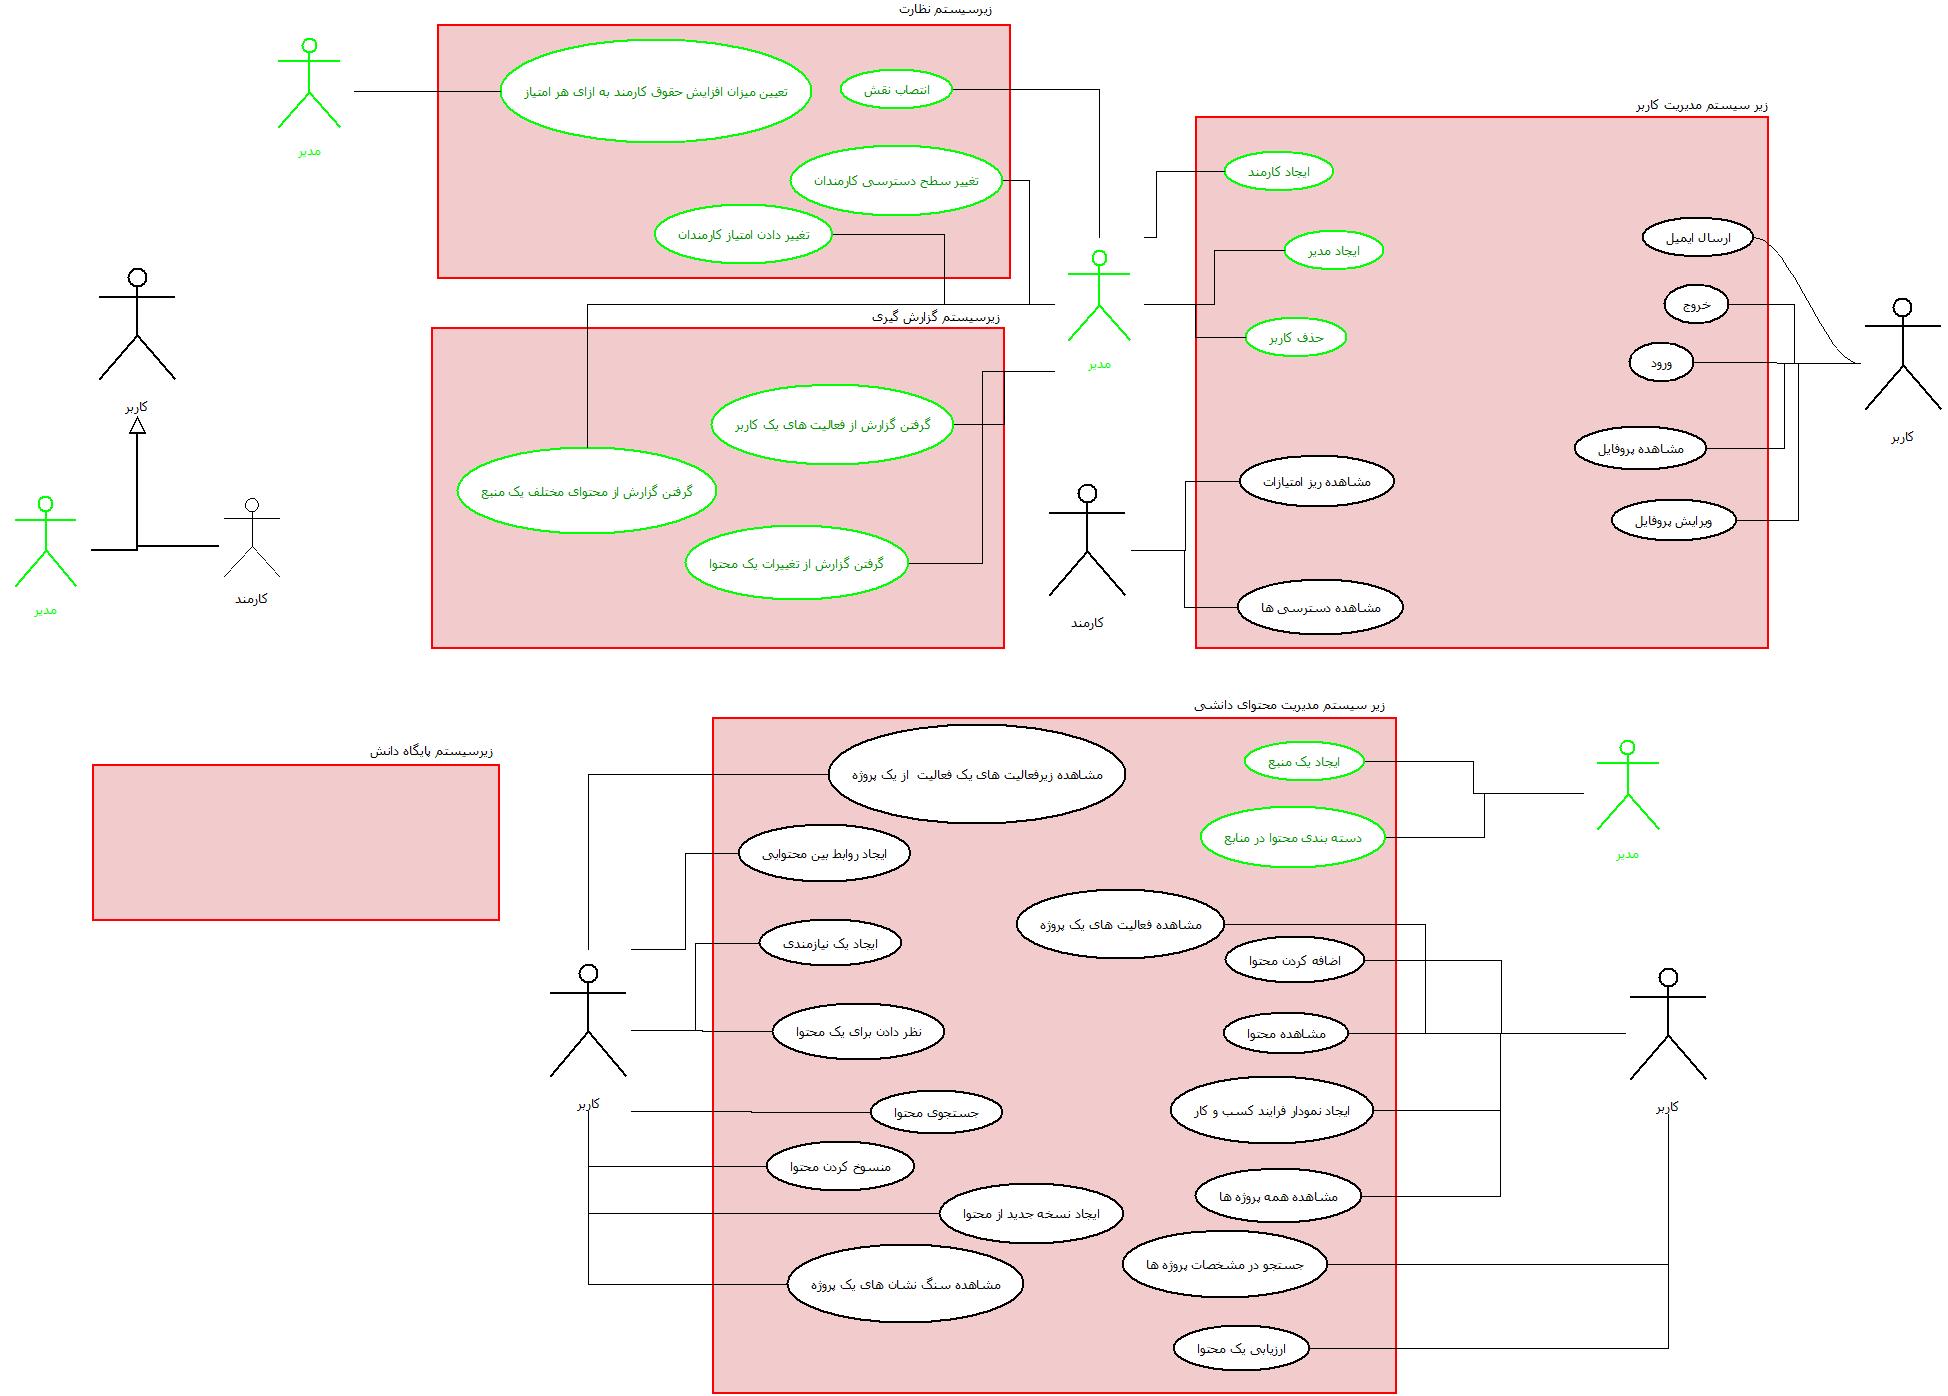 زیرسیستم نظارت
تعیین میزان افزایش حقوق کارمند به ازای هر امتیاز
انتصاب نقش
تغییر سطح دسترسی کارمندان
تغییر دادن امتیاز کارمندان
مدیر
زیر سیستم مدیریت کاربر
ایجاد کارمند
ایجاد مدیر
حذف کاربر
ارسال ایمیل
خروج
ورود
مشاهده پروفایل
ویرایش پروفایل
مشاهده ریز امتیازات
مشاهده دسترسی ها
کاربر
مدیر
کارمند
زیرسیستم گزارش گیری
گرفتن گزارش از فعالیت های یک کاربر
گرفتن گزارش از محتوای مختلف یک منبع
گرفتن گزارش از تغییرات یک محتوا
کاربر
مدیر
کارمند
زیر سیستم مدیریت محتوای دانشی
مشاهده زیرفعالیت های یک فعالیت از یک پروژه
ایجاد یک منبع
دسته بندی محتوا در منابع
ایجاد روابط بین محتوایی
مشاهده فعالیت های یک پروژه
ایجاد یک نیازمندی
اضافه کردن محتوا
نظر دادن برای یک محتوا
مشاهده محتوا
جستجوی محتوا
ایجاد نمودار فرایند کسب و کار
منسوخ کردن محتوا
مشاهده همه پروژه ها
ایجاد نسخه جدید از محتوا
جستجو در مشخصات پروژه ها
مشاهده سنگ نشان های یک پروژه
ارزیابی یک محتوا
مدیر
کاربر
کاربر
زیرسیستم پایگاه دانش